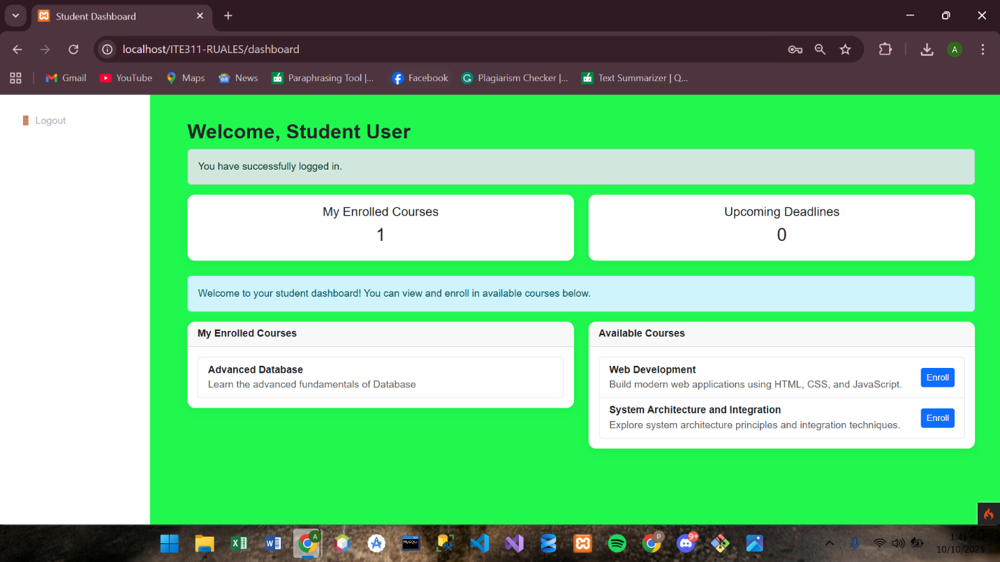 Student Dashboard
localhost/ITE311-RUALES/dashboard
A
Gmail
YouTube
Maps
News
Paraphrasing Tool |...
Facebook
Plagiarism Checker |...
Text Summarizer | Q...
Logout
Welcome, Student User
You have successfully logged in.
My Enrolled Courses
1
Upcoming Deadlines
0
Welcome to your student dashboard! You can view and enroll in available courses below.
My Enrolled Courses
Advanced Database
Learn the advanced fundamentals of Database
Available Courses
Web Development
Build modern web applications using HTML, CSS, and JavaScript.
Enroll
System Architecture and Integration
Explore system architecture principles and integration techniques.
Enroll
A
P
9+
1:41 AM
10/10/2025